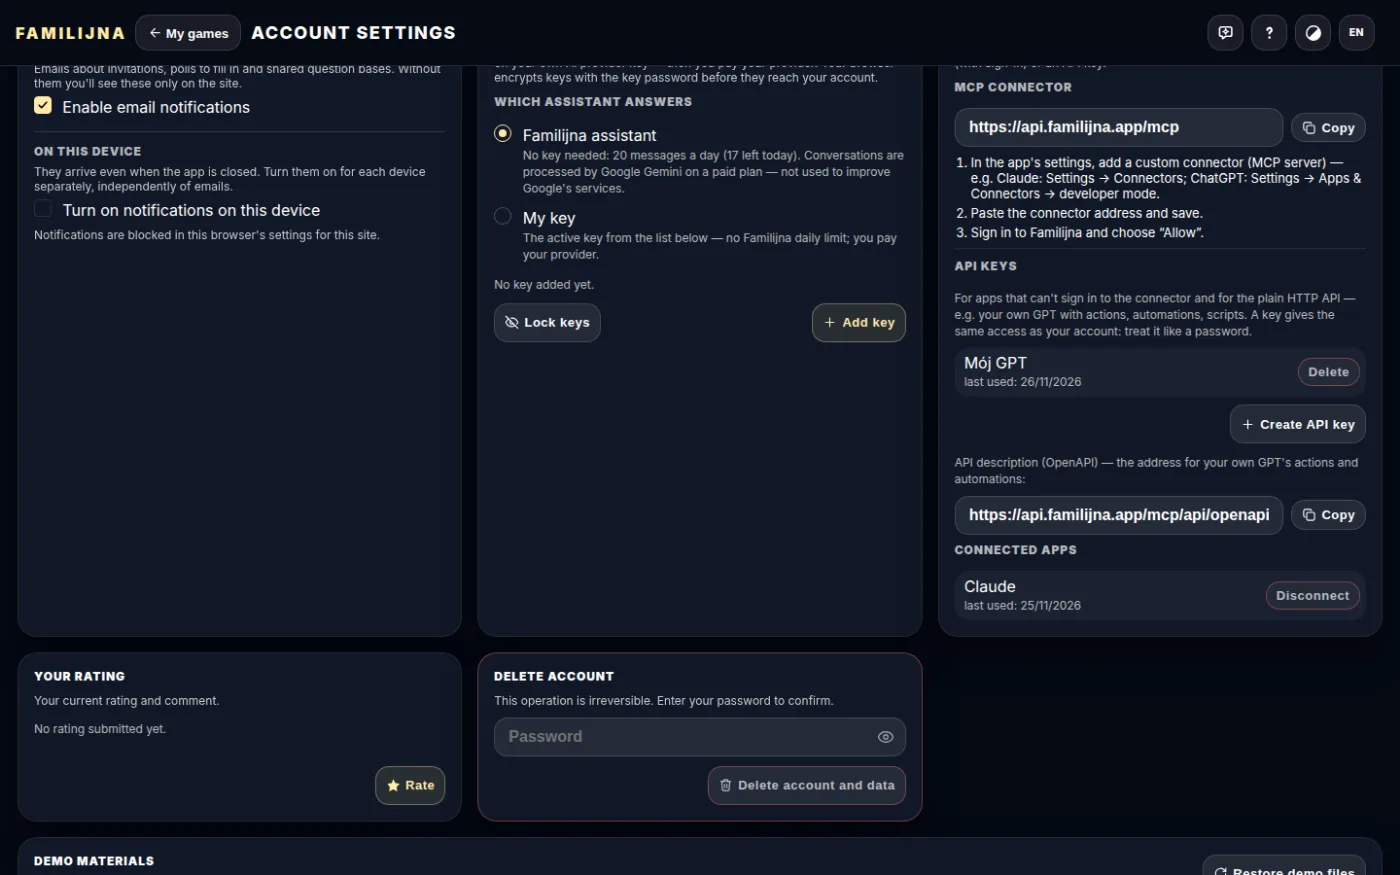 FAMILIJNA
← My games
ACCOUNT SETTINGS
?
EN
Emails about invitations, polls to fill in and shared question bases. Without
them you'll see these only on the site.
Enable email notifications
ON THIS DEVICE
They arrive even when the app is closed. Turn them on for each device
separately, independently of emails.
Turn on notifications on this device
Notifications are blocked in this browser's settings for this site.
encrypts keys with the key password before they reach your account.
WHICH ASSISTANT ANSWERS
Familijna assistant
No key needed: 20 messages a day (17 left today). Conversations are
processed by Google Gemini on a paid plan — not used to improve
Google's services.
My key
The active key from the list below — no Familijna daily limit; you pay
your provider.
No key added yet.
Lock keys
+ Add key
MCP CONNECTOR
https://api.familijna.app/mcp
Copy
1. In the app's settings, add a custom connector (MCP server) —
e.g. Claude: Settings → Connectors; ChatGPT: Settings → Apps &
Connectors → developer mode.
2. Paste the connector address and save.
3. Sign in to Familijna and choose “Allow”.
API KEYS
For apps that can't sign in to the connector and for the plain HTTP API —
e.g. your own GPT with actions, automations, scripts. A key gives the
same access as your account: treat it like a password.
Mój GPT
last used: 26/11/2026
Delete
+ Create API key
API description (OpenAPI) — the address for your own GPT's actions and
automations:
https://api.familijna.app/mcp/api/openapi
Copy
CONNECTED APPS
Claude
last used: 25/11/2026
Disconnect
YOUR RATING
Your current rating and comment.
No rating submitted yet.
Rate
DELETE ACCOUNT
This operation is irreversible. Enter your password to confirm.
Password
Delete account and data
DEMO MATERIALS
Restore demo files